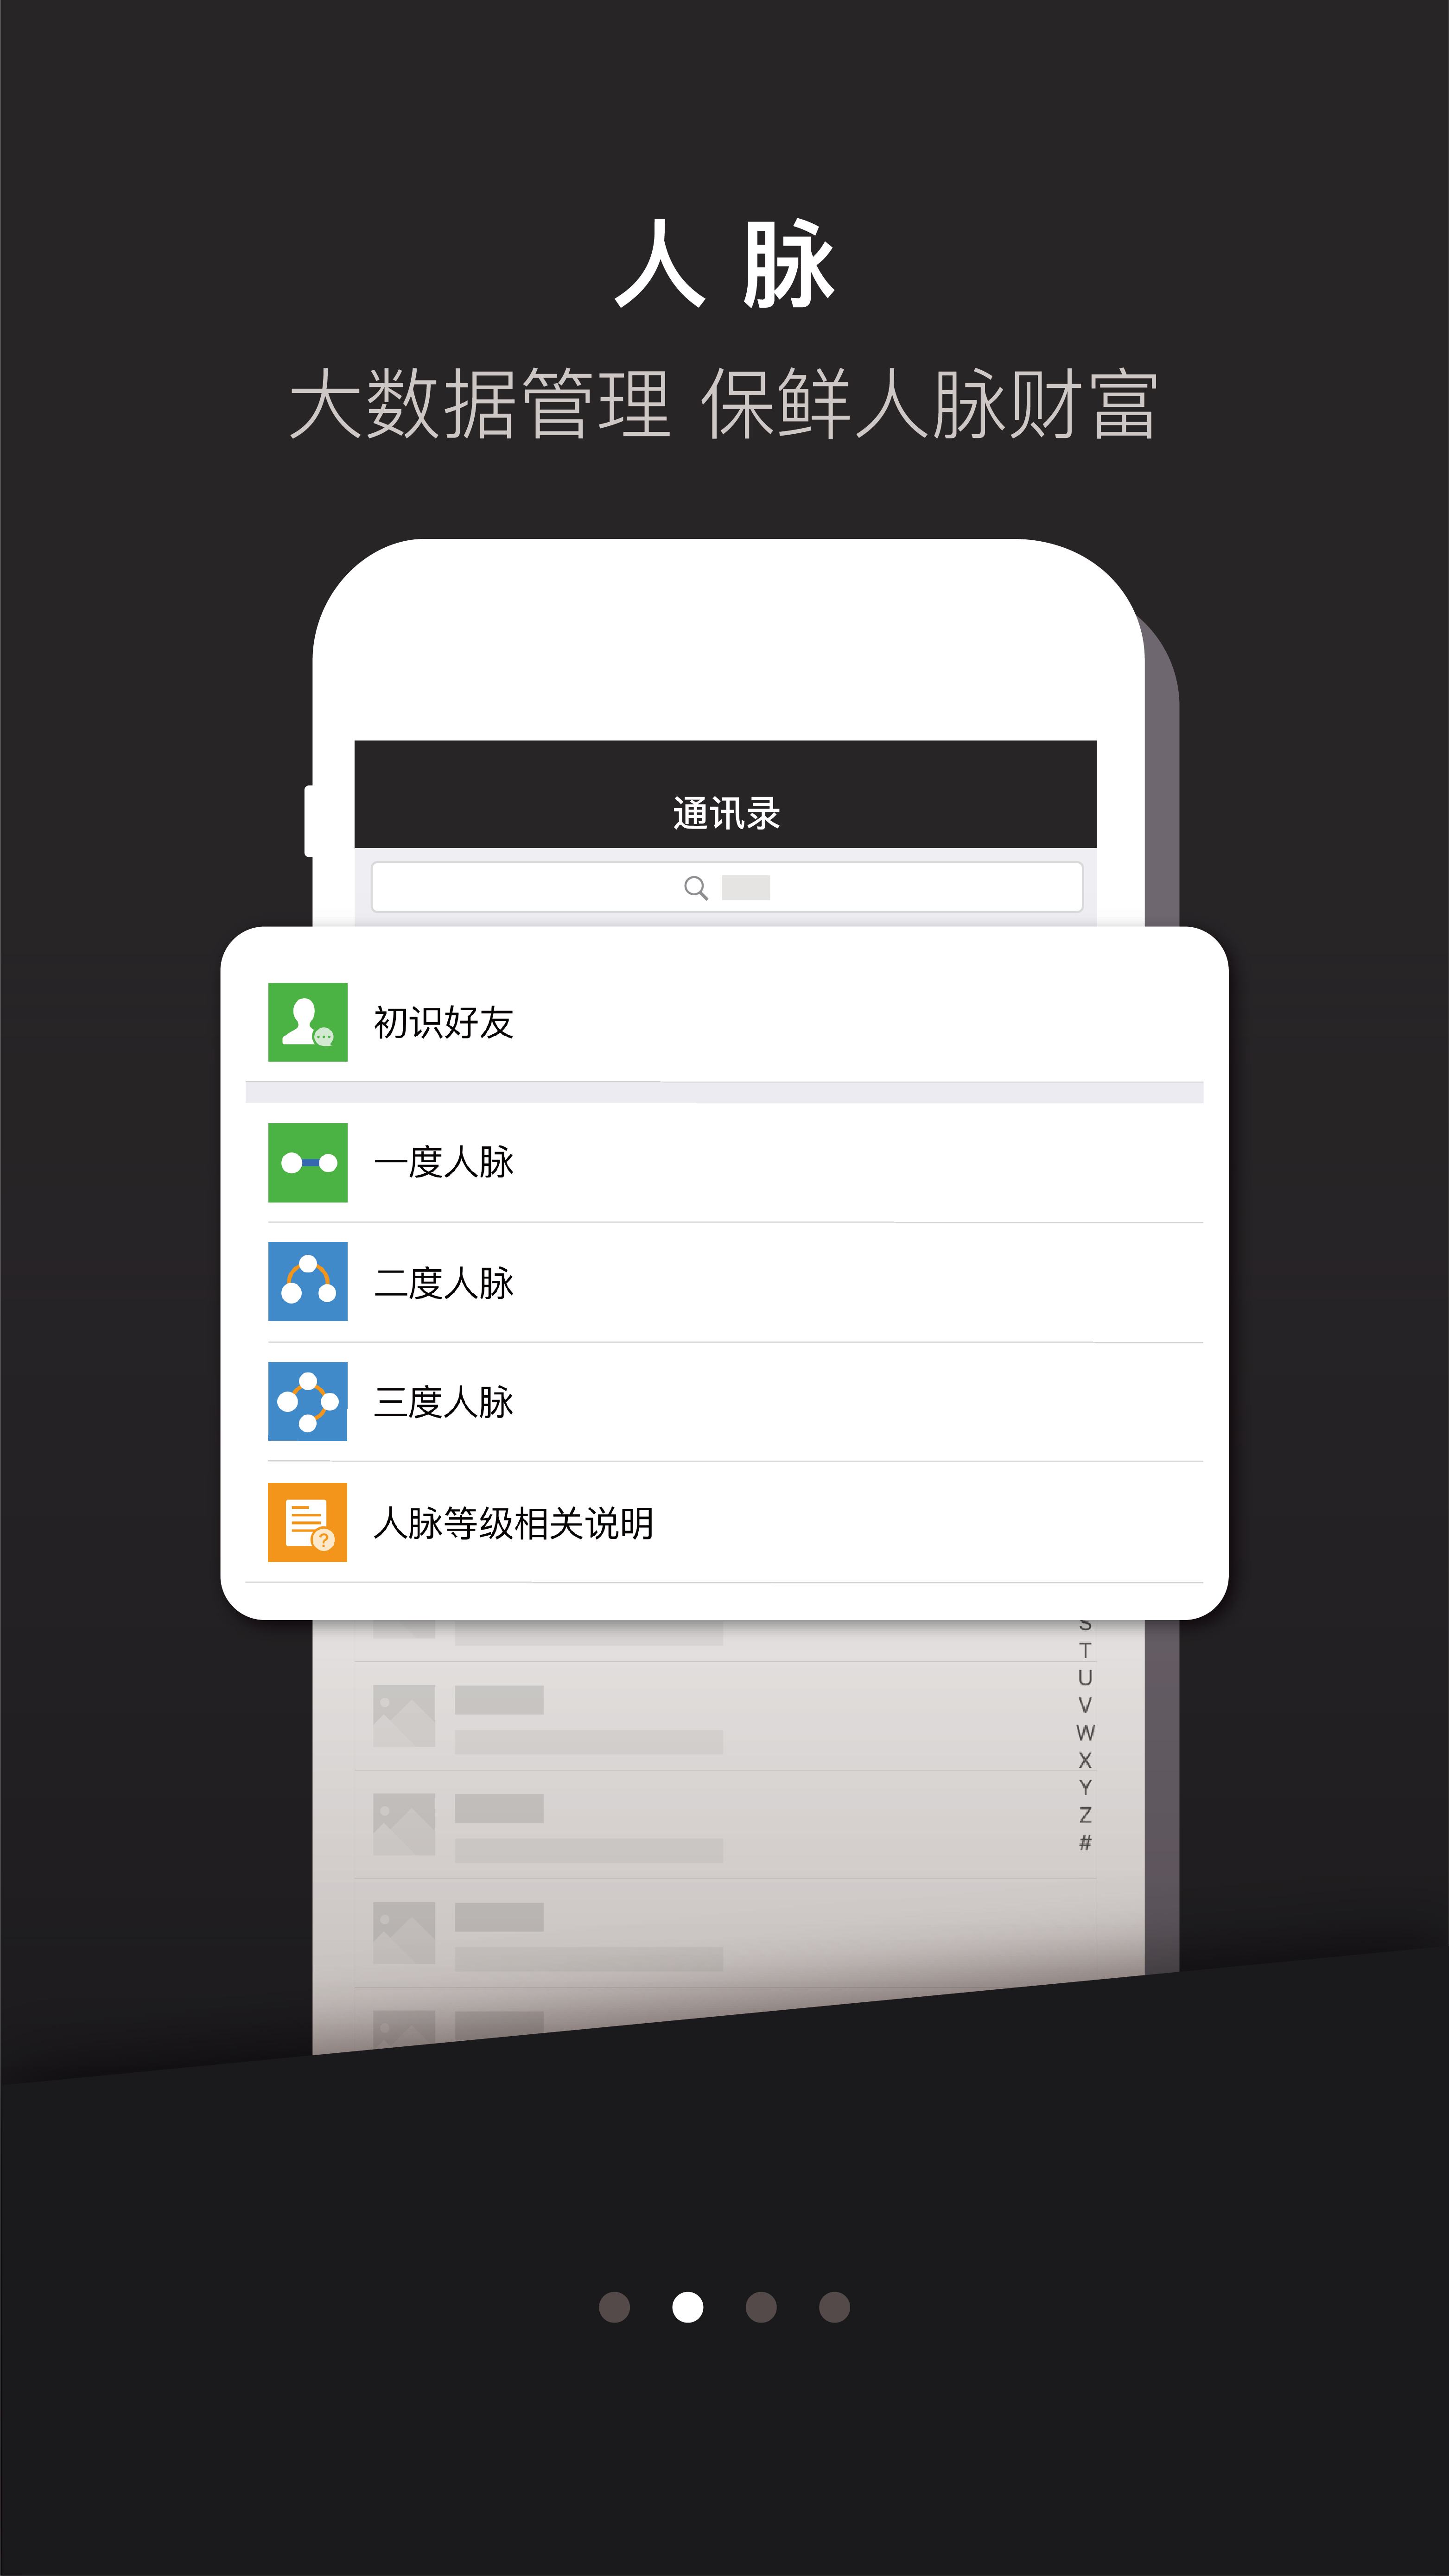 人 脉
大数据管理 保鲜人脉财富
通讯录
初识好友
一度人脉
二度人脉
三度人脉
?
人脉等级相关说明
S
T
U
V
W
X
Y
Z
#